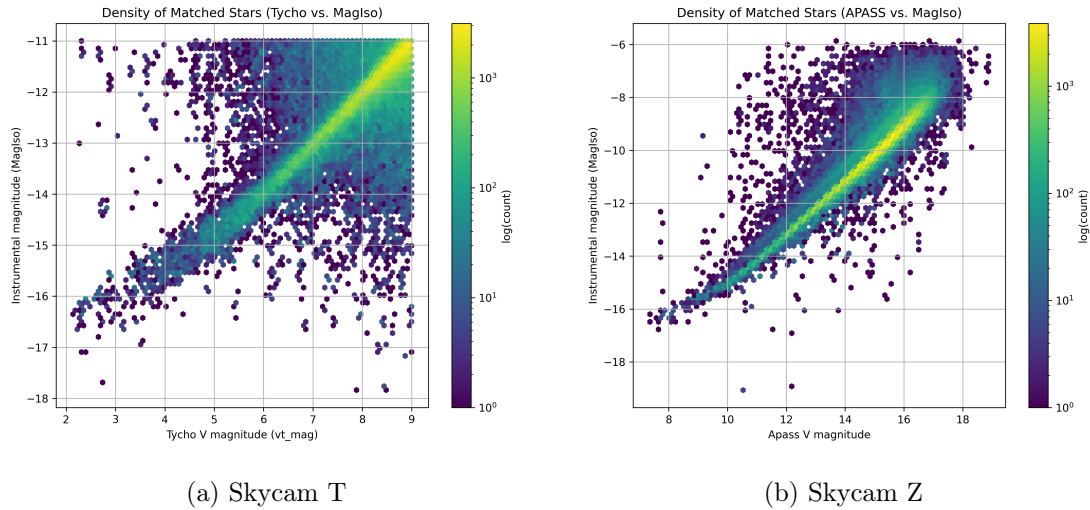 Density of Matched Stars (Tycho vs. MagIso)
−11
−12
−13
−14
−15
−16
−17
−18
Instrumental magnitude (MagIso)
2 3 4 5 6 7 8 9
Tycho V magnitude (vt_mag)
10³
10²
10¹
10⁰
log(count)
(a) Skycam T
Density of Matched Stars (APASS vs. MagIso)
−6
−8
−10
−12
−14
−16
−18
Instrumental magnitude (MagIso)
8 10 12 14 16 18
Apass V magnitude
10³
10²
10¹
10⁰
log(count)
(b) Skycam Z